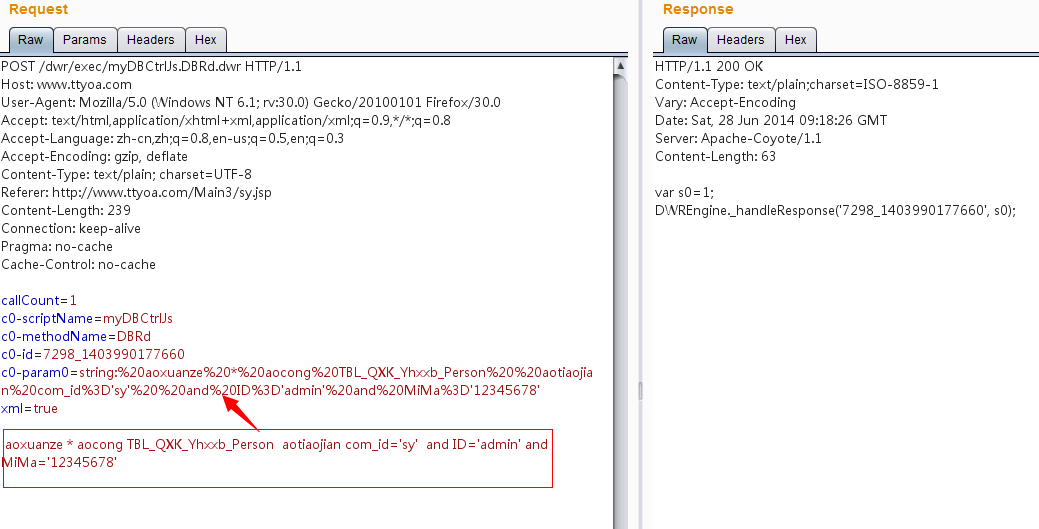 Request
Raw Params Headers Hex
POST /dwr/exec/myDBCtrlJs.DBRd.dwr HTTP/1.1
Host: www.ttyoa.com
User-Agent: Mozilla/5.0 (Windows NT 6.1; rv:30.0) Gecko/20100101 Firefox/30.0
Accept: text/html,application/xhtml+xml,application/xml;q=0.9,*/*;q=0.8
Accept-Language: zh-cn,zh;q=0.8,en-us;q=0.5,en;q=0.3
Accept-Encoding: gzip, deflate
Content-Type: text/plain; charset=UTF-8
Referer: http://www.ttyoa.com/Main3/sy.jsp
Content-Length: 239
Connection: keep-alive
Pragma: no-cache
Cache-Control: no-cache
callCount=1
c0-scriptName=myDBCtrlJs
c0-methodName=DBRd
c0-id=7298_1403990177660
c0-param0=string:%20aoxuanze%20*%20aocong%20TBL_QXK_Yhxxb_Person%20%20aotiaojia
n%20com_id%3D'sy'%20%20and%20ID%3D'admin'%20and%20MiMa%3D'12345678'
xml=true
aoxuanze * aocong TBL_QXK_Yhxxb_Person  aotiaojian com_id='sy'  and ID='admin' and
MiMa='12345678'
Response
Raw Headers Hex
HTTP/1.1 200 OK
Content-Type: text/plain;charset=ISO-8859-1
Vary: Accept-Encoding
Date: Sat, 28 Jun 2014 09:18:26 GMT
Server: Apache-Coyote/1.1
Content-Length: 63
var s0=1;
DWREngine._handleResponse('7298_1403990177660', s0);